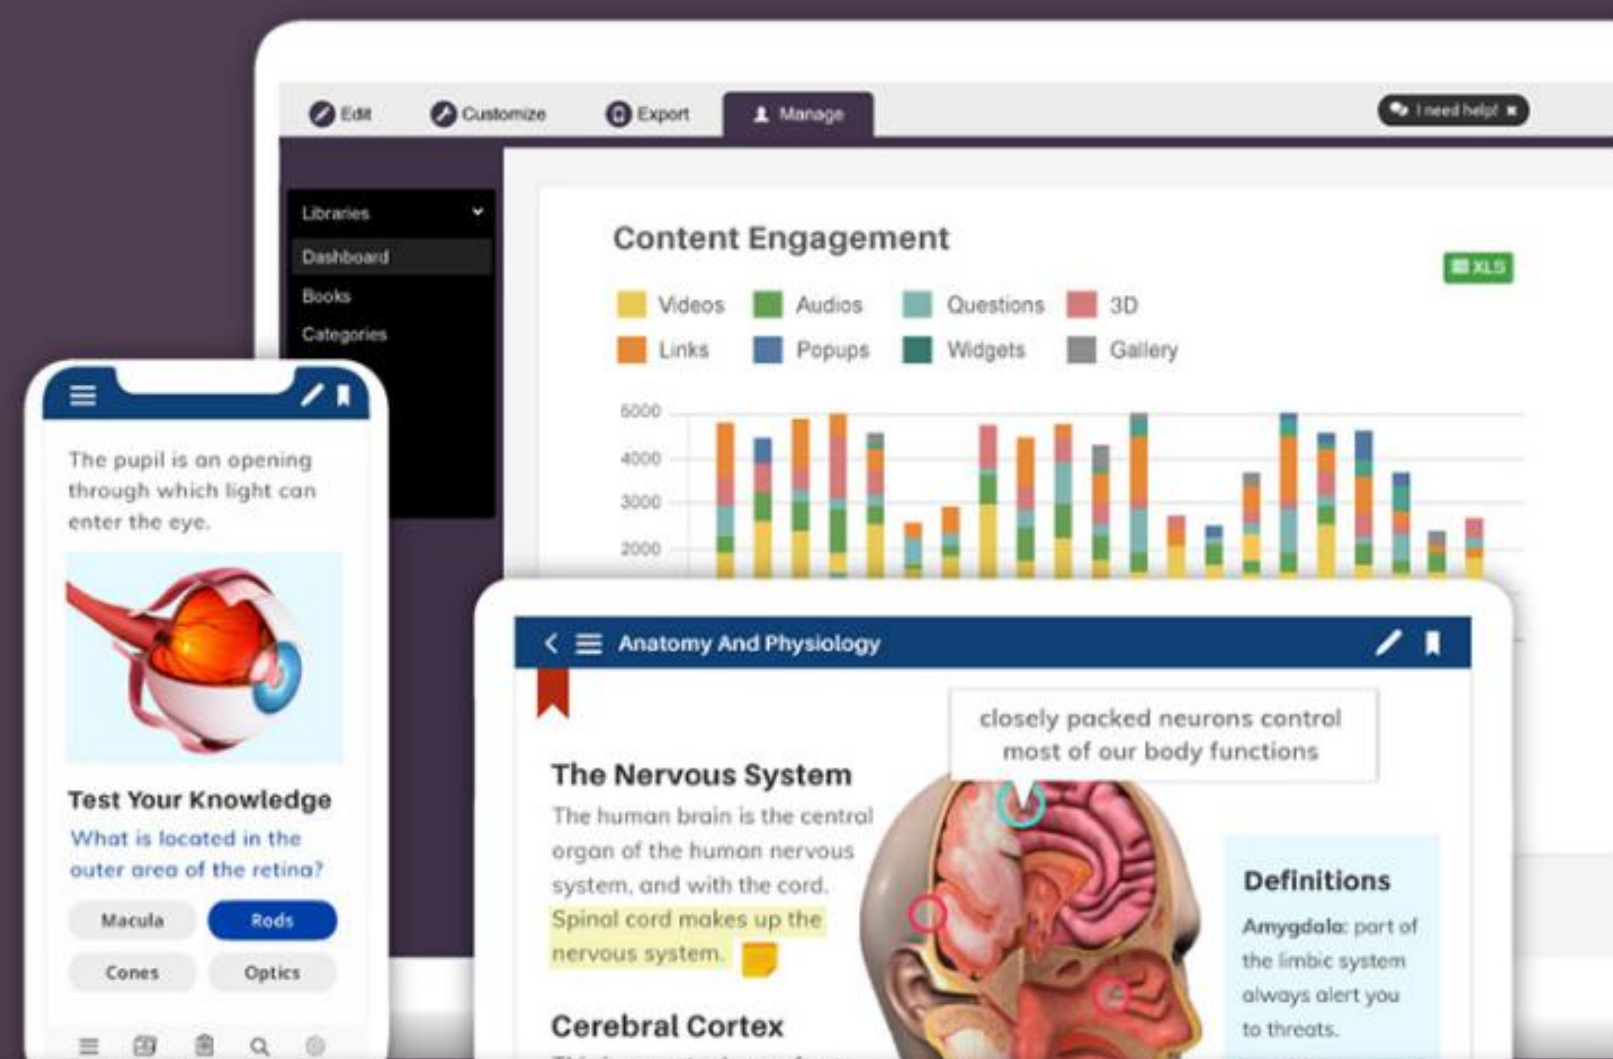 Edit
Customize
Export
Manage
I need help!
Libraries
Dashboard
Books
Categories
Content Engagement
XLS
Videos
Audios
Questions
3D
Links
Popups
Widgets
Gallery
5000
4000
3000
2000
The pupil is an opening
through which light can
enter the eye.
Test Your Knowledge
What is located in the
outer area of the retina?
Macula
Rods
Cones
Optics
Anatomy And Physiology
closely packed neurons control
most of our body functions
The Nervous System
The human brain is the central
organ of the human nervous
system, and with the cord.
Spinal cord makes up the
nervous system.
Cerebral Cortex
Definitions
Amygdala: part of
the limbic system
always alert you
to threats.